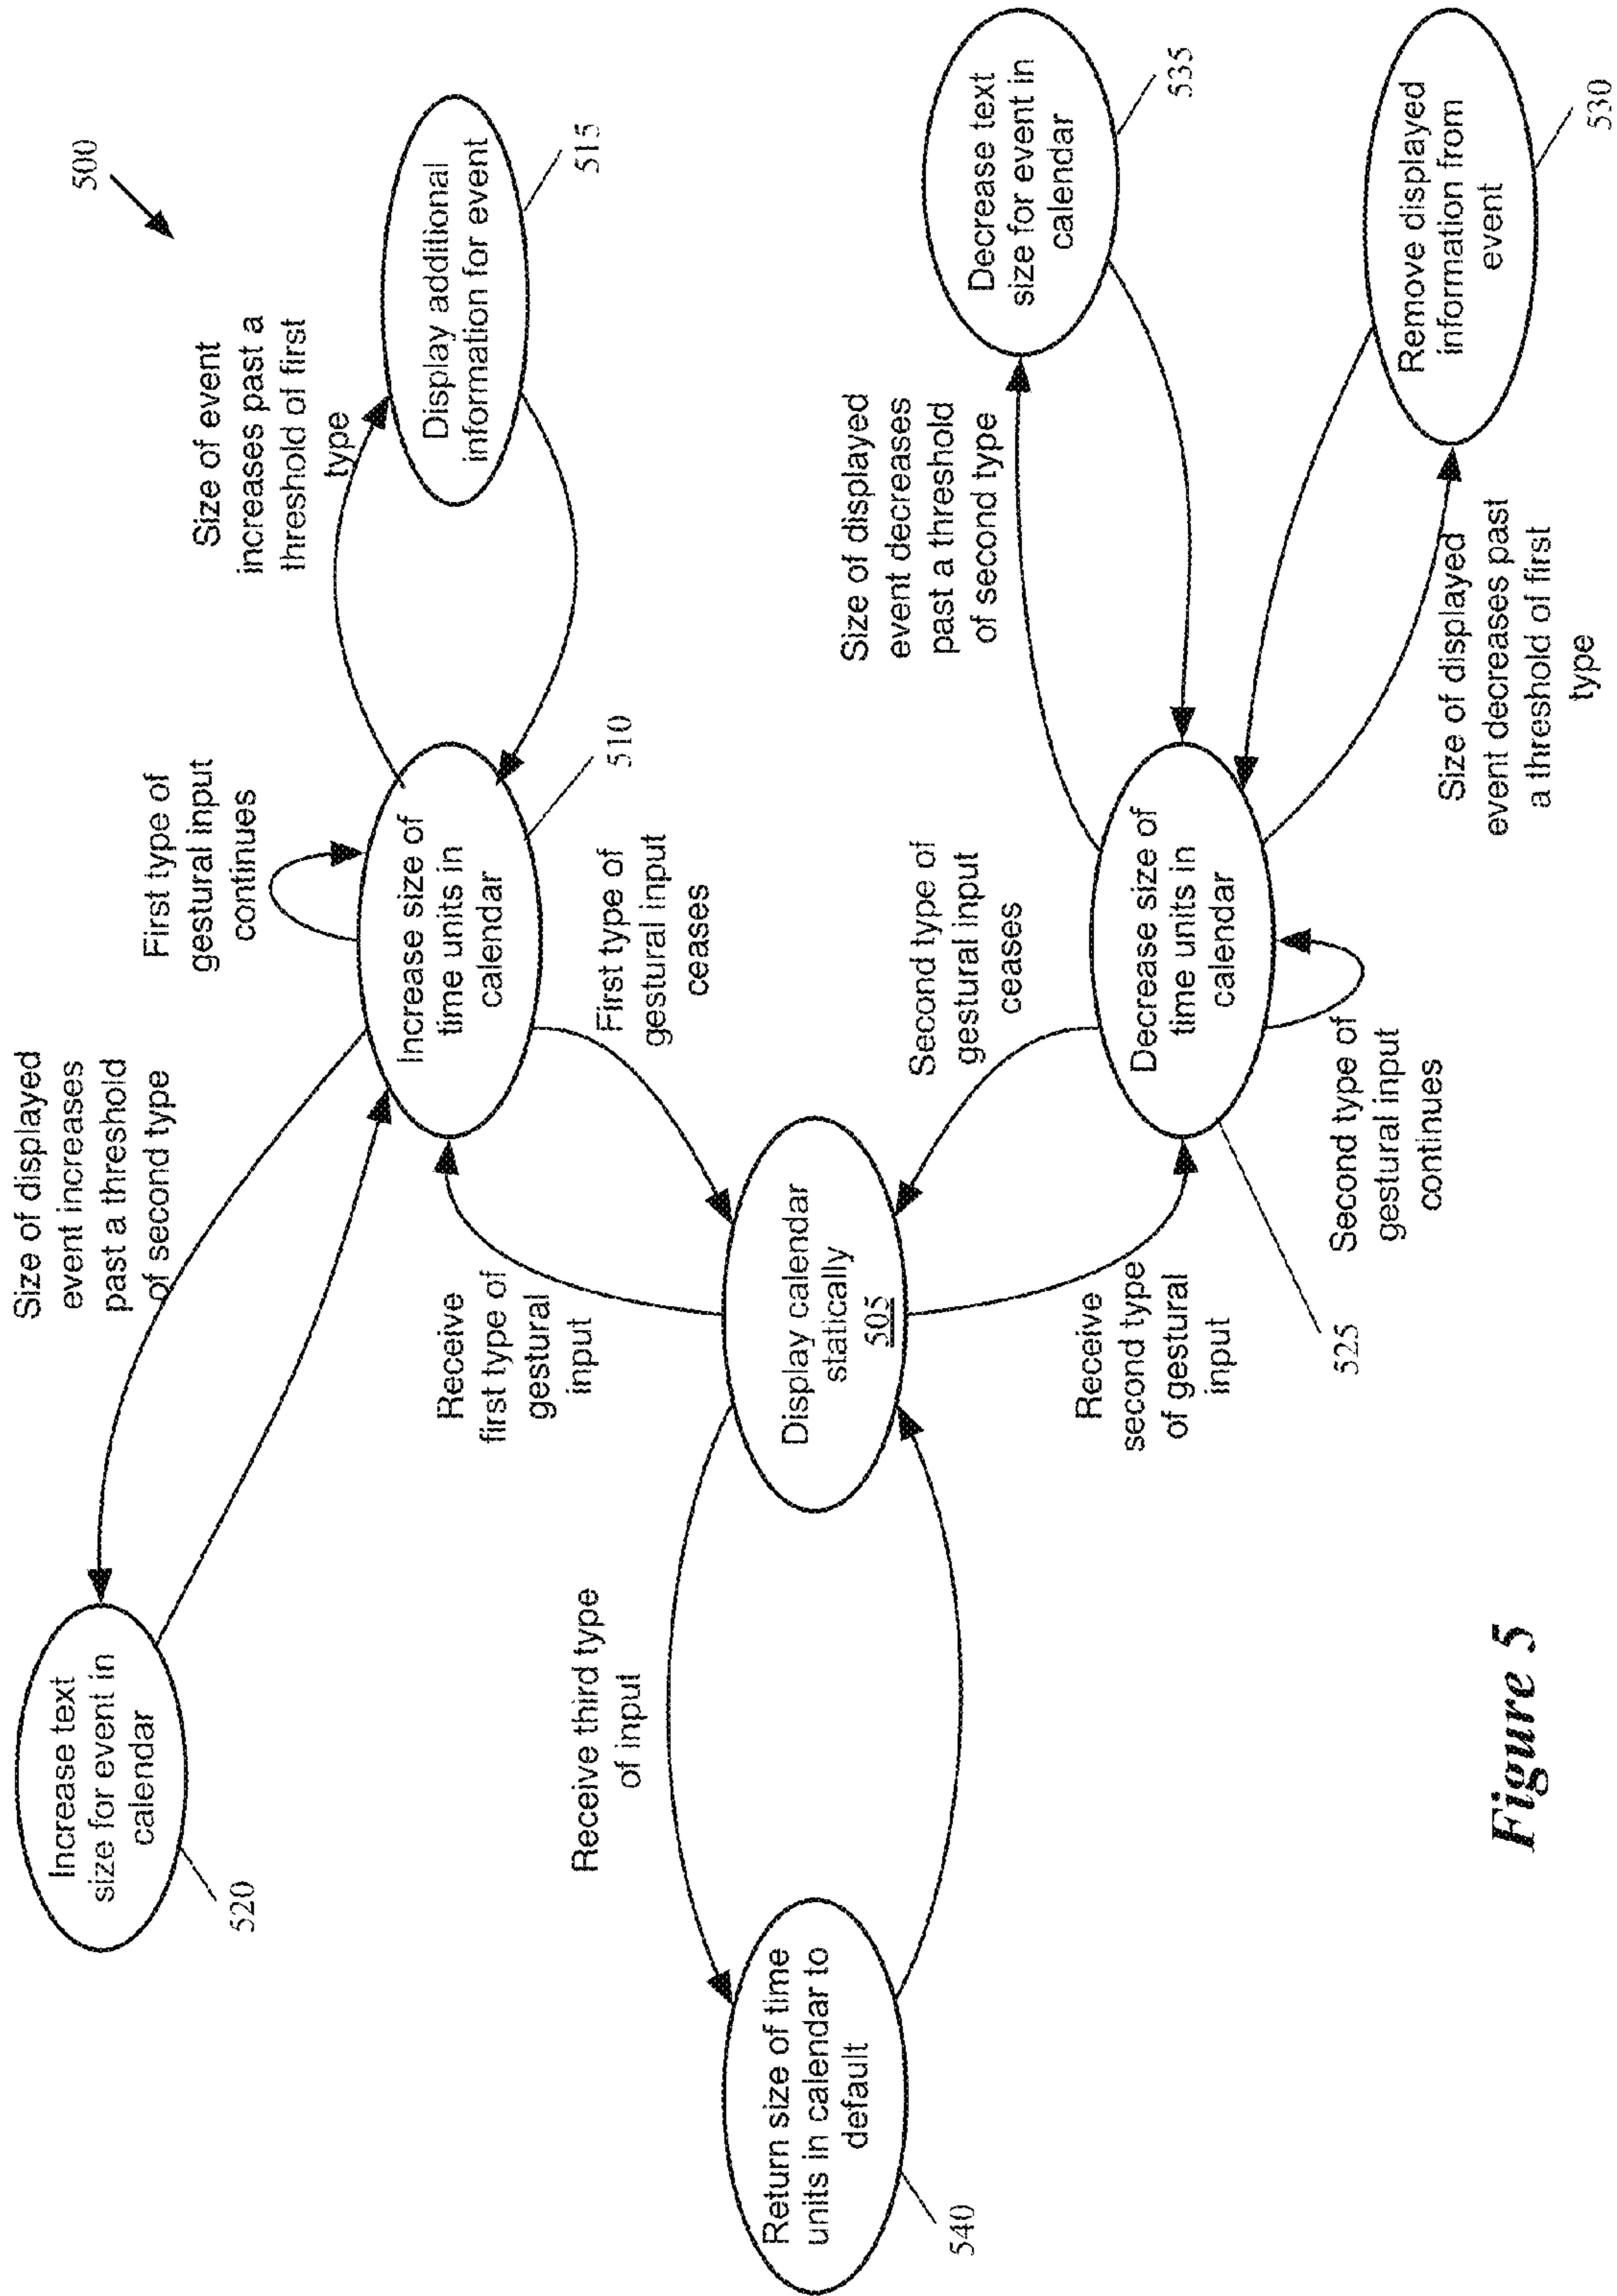 500
Size of displayed
event increases
past a threshold
of second type
First type of
gestural input
continues
Size of event
increases past a
threshold of first
type
Increase text
size for event in
calendar
520
Increase size of
time units in
calendar
510
Display additional
information for event
515
Receive
first type of
gestural
input
First type of
gestural input
ceases
Receive third type
of input
Return size of time
units in calendar to
default
540
Display calendar
statically
505
Size of displayed
event decreases
past a threshold
of second type
Decrease text
size for event in
calendar
535
Second type of
gestural input
ceases
Receive
second type
of gestural
input
Decrease size of
time units in
calendar
525
Second type of
gestural input
continues
Size of displayed
event decreases past
a threshold of first
type
Remove displayed
information from
event
530
Figure 5